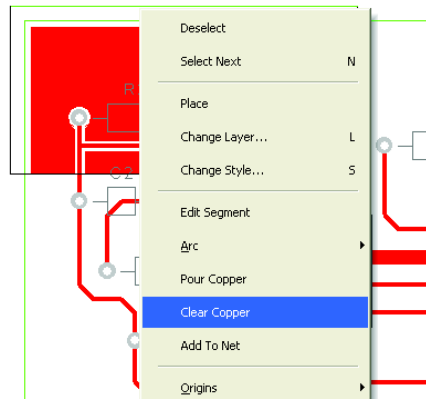 Deselect
Select Next N
R
Place
Change Layer... L
C2
Change Style... S
Edit Segment
Arc
Pour Copper
Clear Copper
Add To Net
Origins